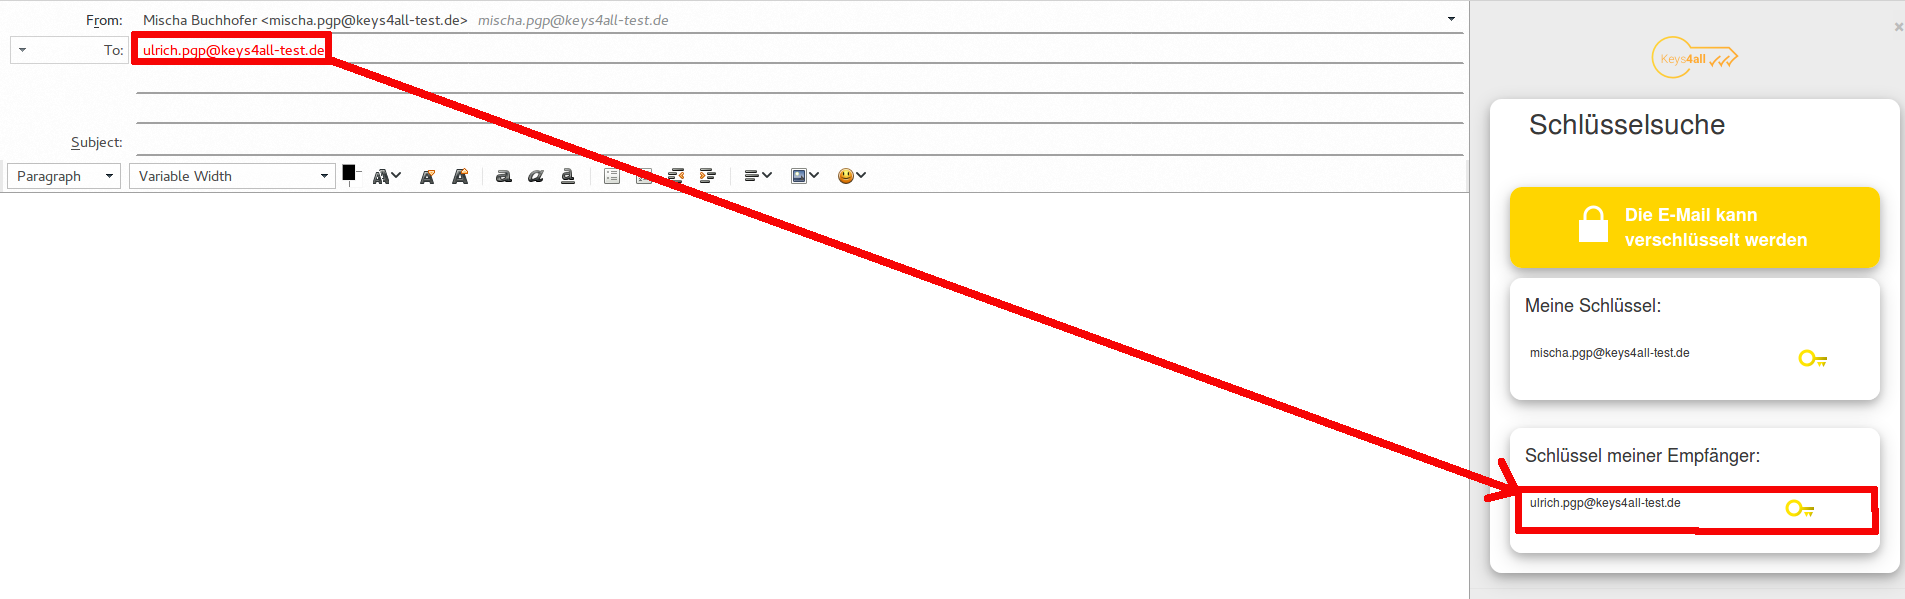 From: Mischa Buchhofer <mischa.pgp@keys4all-test.de> mischa.pgp@keys4all-test.de
To: ulrich.pgp@keys4all-test.de
Subject:
Paragraph Variable Width
Keys4all
Schlüsselsuche
Die E-Mail kann
verschlüsselt werden
Meine Schlüssel:
mischa.pgp@keys4all-test.de
Schlüssel meiner Empfänger:
ulrich.pgp@keys4all-test.de